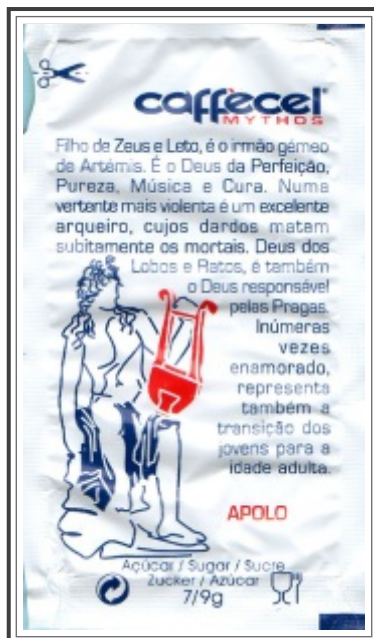 caffècel
MYTHOS
Filho de Zeus e Leto, é o irmão gémeo
de Artémis. É o Deus da Perfeição,
Pureza, Música e Cura. Numa
vertente mais violenta é um excelente
arqueiro, cujos dardos matam
subitamente os mortais. Deus dos
Lobos e Ratos, é também
o Deus responsável
pelas Pragas.
Inúmeras
vezes
enamorado,
representa
também a
transição dos
jovens para a
idade adulta.
APOLO
Açúcar / Sugar / Sucre
Zucker / Azúcar
7/9g